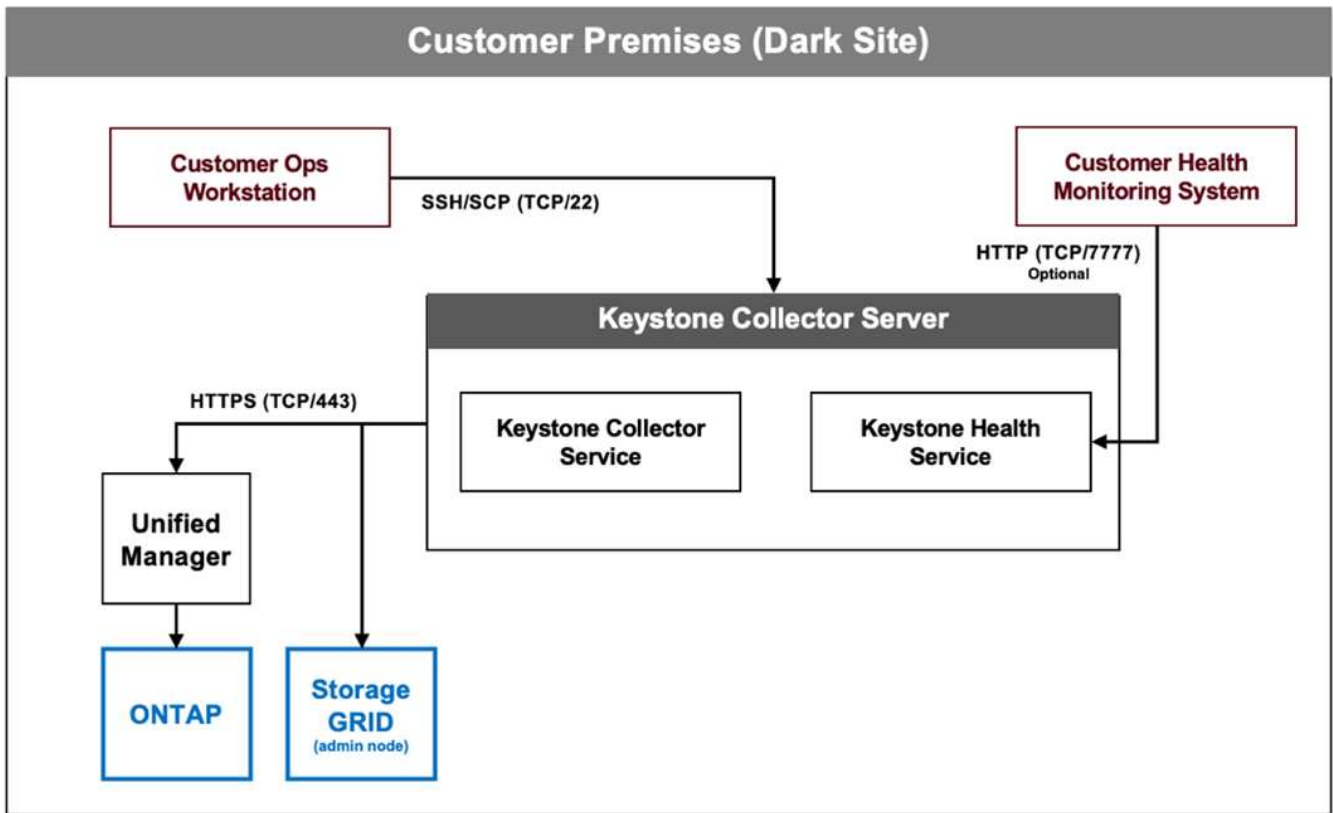 Customer Premises (Dark Site)
Customer Ops
Workstation
SSH/SCP (TCP/22)
Customer Health
Monitoring System
HTTP (TCP/7777)
Optional
Keystone Collector Server
HTTPS (TCP/443)
Keystone Collector
Service
Keystone Health
Service
Unified
Manager
ONTAP
Storage
GRID
(admin node)